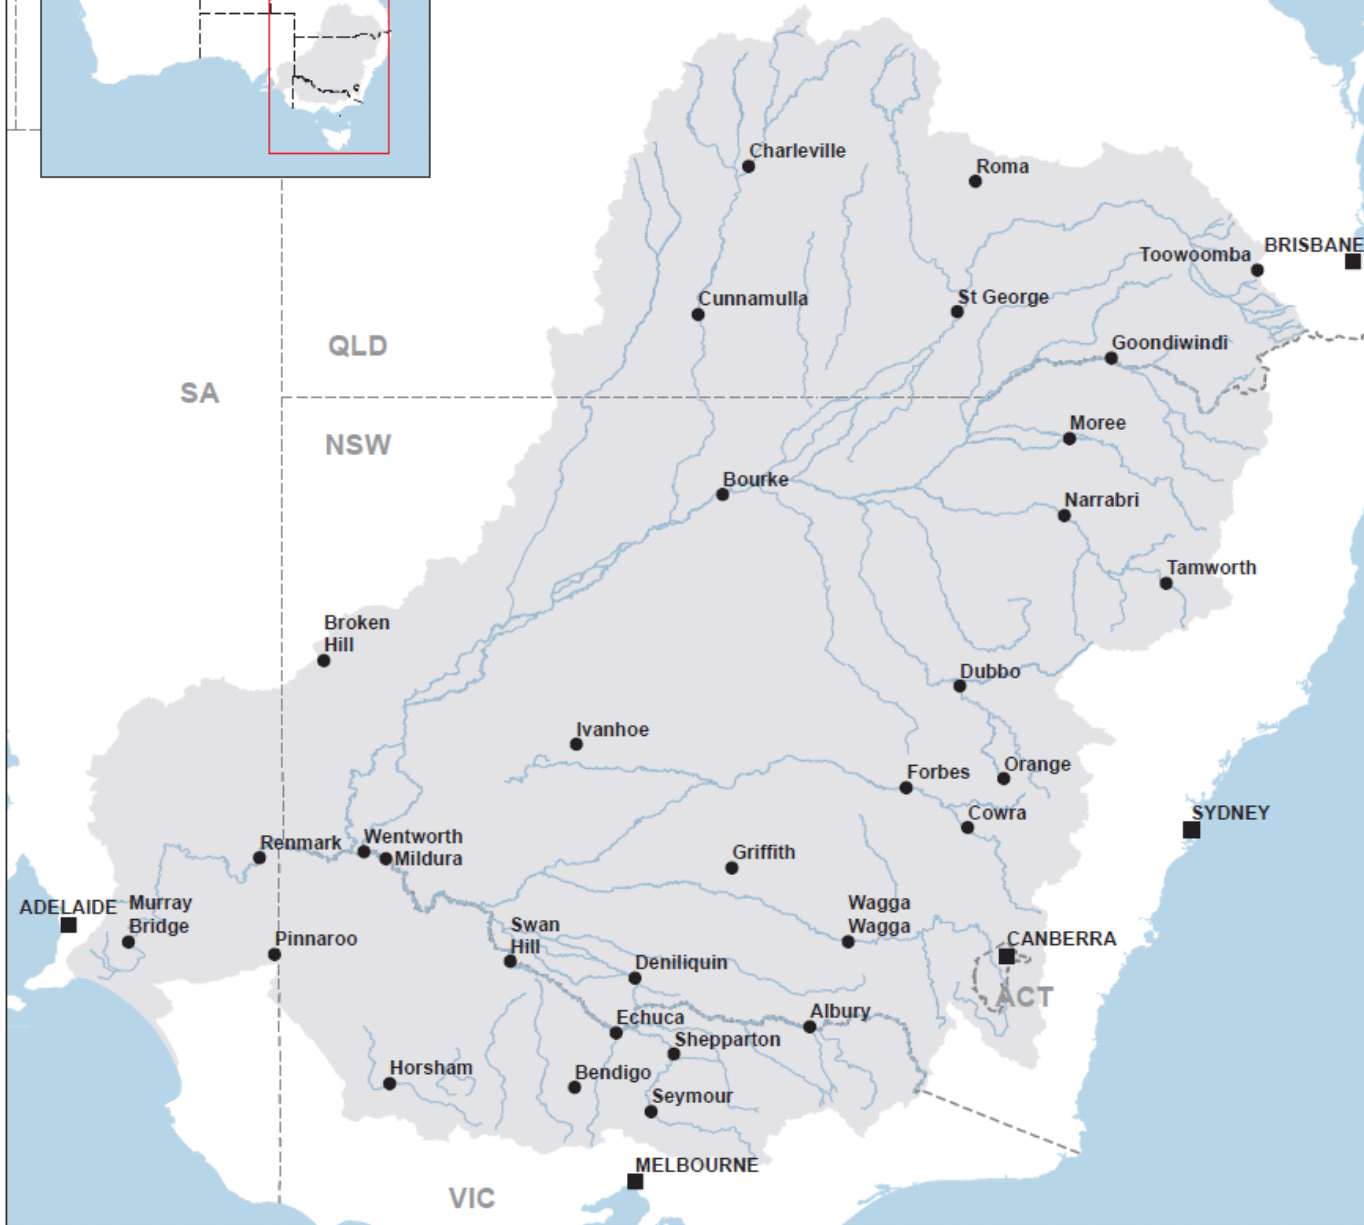 Charleville
Roma
BRISBANE
Toowoomba
Cunnamulla
St George
QLD
Goondiwindi
SA
NSW
Moree
Bourke
Narrabri
Tamworth
Broken
Hill
Dubbo
Ivanhoe
Orange
Forbes
Cowra
SYDNEY
Renmark
Wentworth
Mildura
Griffith
ADELAIDE
Murray
Bridge
Wagga
Wagga
Swan
Hill
Pinnaroo
CANBERRA
Deniliquin
ACT
Echuca
Albury
Shepparton
Horsham
Bendigo
Seymour
MELBOURNE
VIC